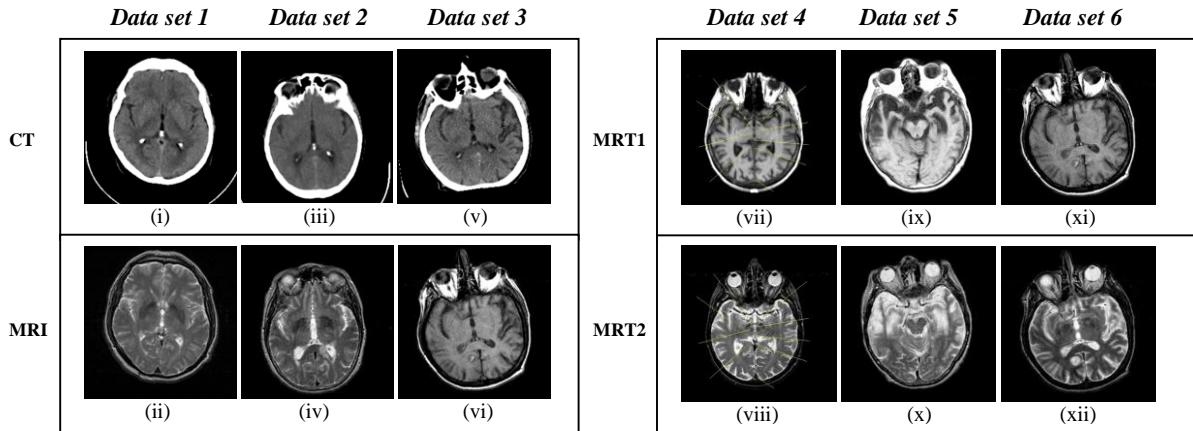 Data set 1 Data set 2 Data set 3 Data set 4 Data set 5 Data set 6
CT MRT1
(i) (iii) (v) (vii) (ix) (xi)
MRI MRT2
(ii) (iv) (vi) (viii) (x) (xii)